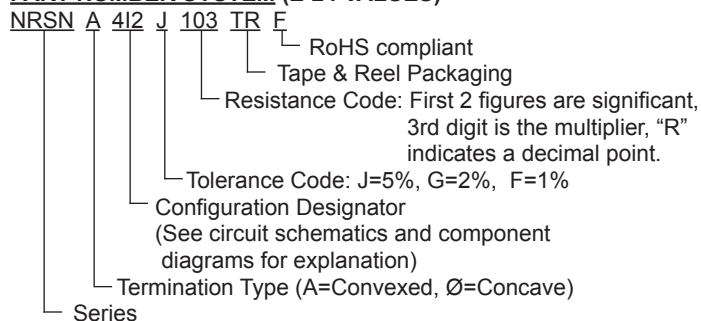 PART NUMBER SYSTEM (E-24 VALUES)
NRSN A 4I2 J 103 TR F
RoHS compliant
Tape & Reel Packaging
Resistance Code: First 2 figures are significant,
3rd digit is the multiplier, “R”
indicates a decimal point.
Tolerance Code: J=5%, G=2%, F=1%
Configuration Designator
(See circuit schematics and component
diagrams for explanation)
Termination Type (A=Convexed, Ø=Concave)
Series